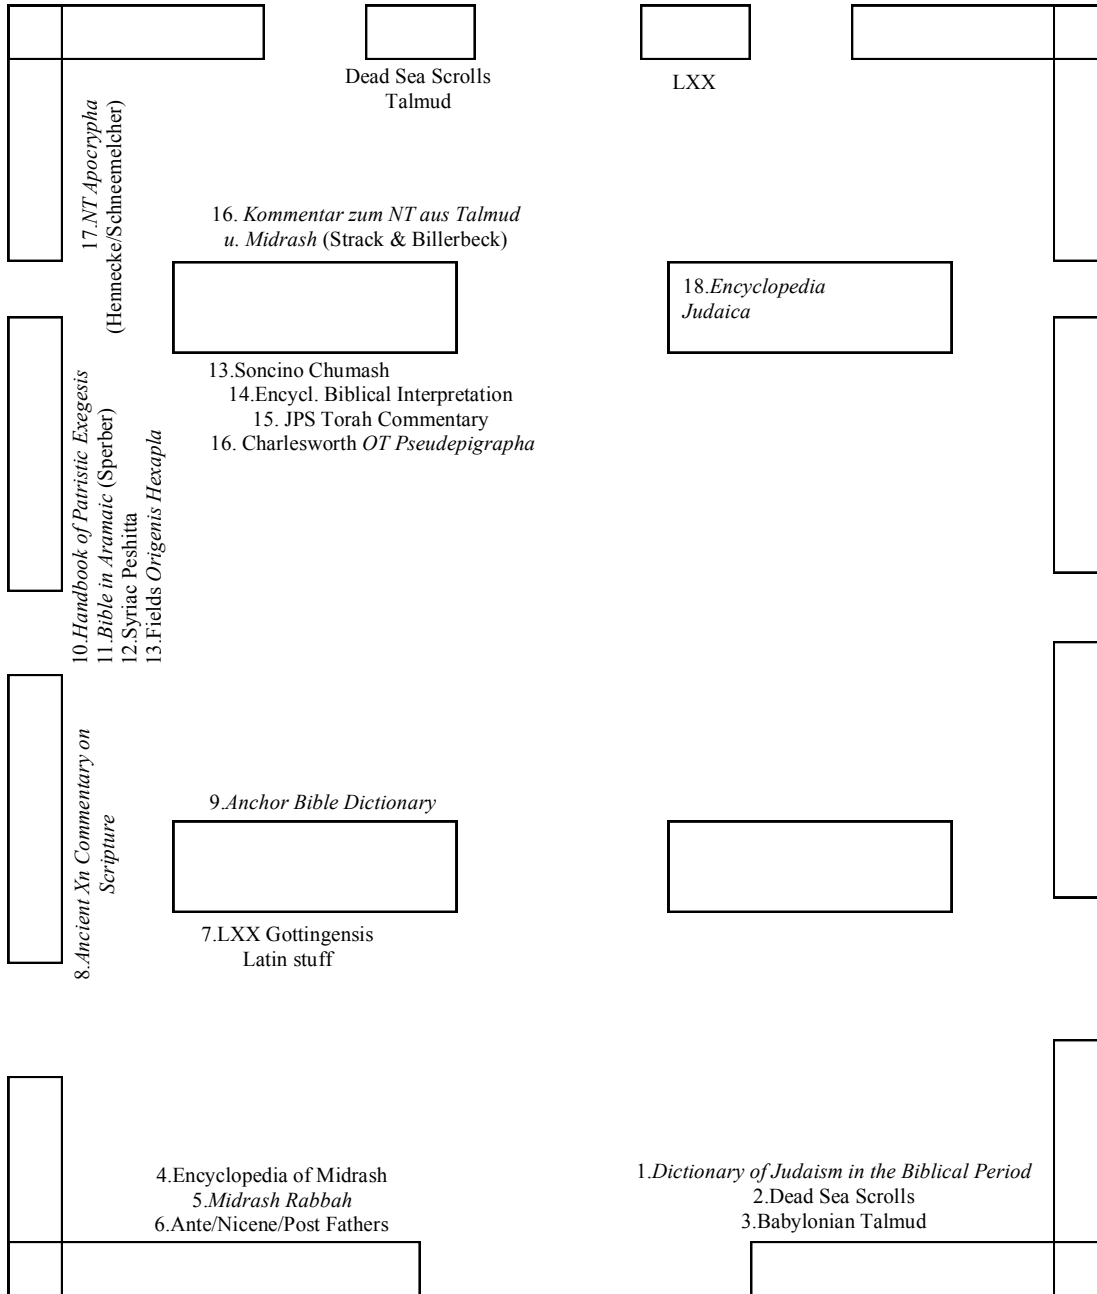 Dead Sea Scrolls
Talmud
LXX
17.NT Apocrypha
(Hennecke/Schneemelcher)
16. Kommentar zum NT aus Talmud
u. Midrash (Strack & Billerbeck)
18.Encyclopedia
Judaica
13.Soncino Chumash
14.Encycl. Biblical Interpretation
15. JPS Torah Commentary
16. Charlesworth OT Pseudepigrapha
10.Handbook of Patristic Exegesis
11.Bible in Aramaic (Sperber)
12.Syriac Peshitta
13.Fields Origenis Hexapla
8.Ancient Xn Commentary on
Scripture
9.Anchor Bible Dictionary
7.LXX Gottingensis
Latin stuff
4.Encyclopedia of Midrash
5.Midrash Rabbah
6.Ante/Nicene/Post Fathers
1.Dictionary of Judaism in the Biblical Period
2.Dead Sea Scrolls
3.Babylonian Talmud